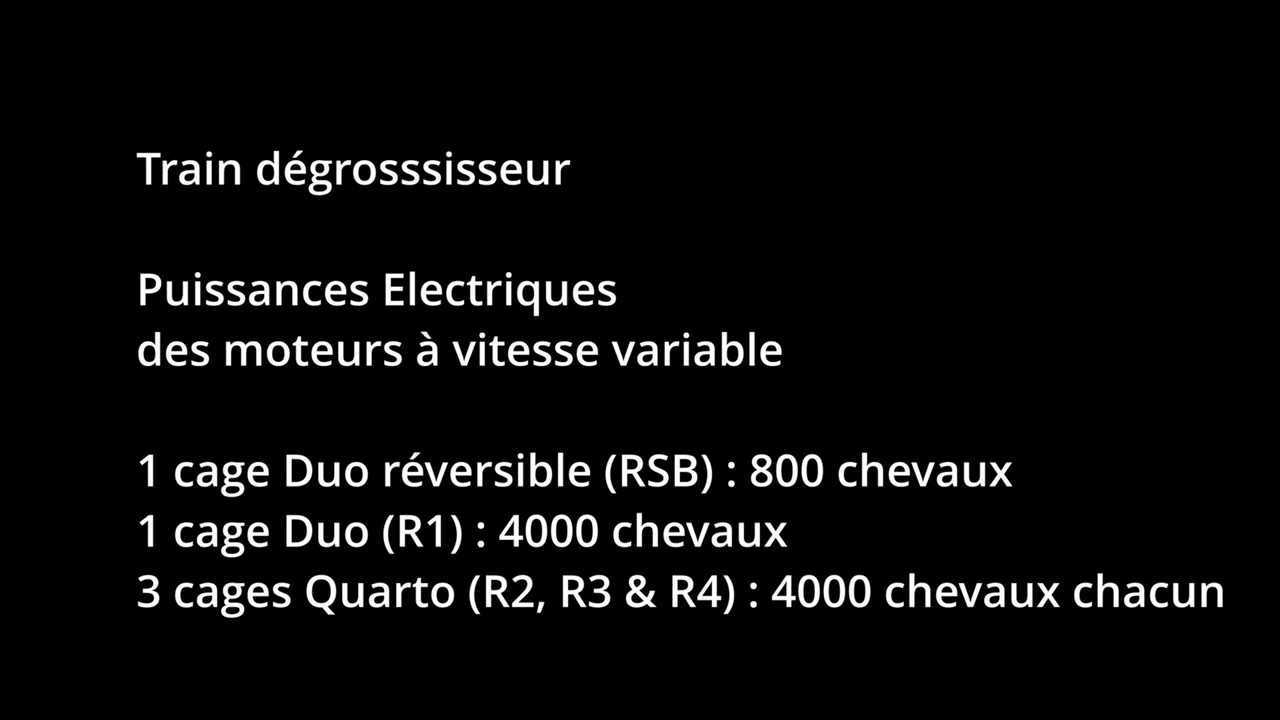 Train dégrosssisseur
Puissances Electriques
des moteurs à vitesse variable
1 cage Duo réversible (RSB) : 800 chevaux
1 cage Duo (R1) : 4000 chevaux
3 cages Quarto (R2, R3 & R4) : 4000 chevaux chacun